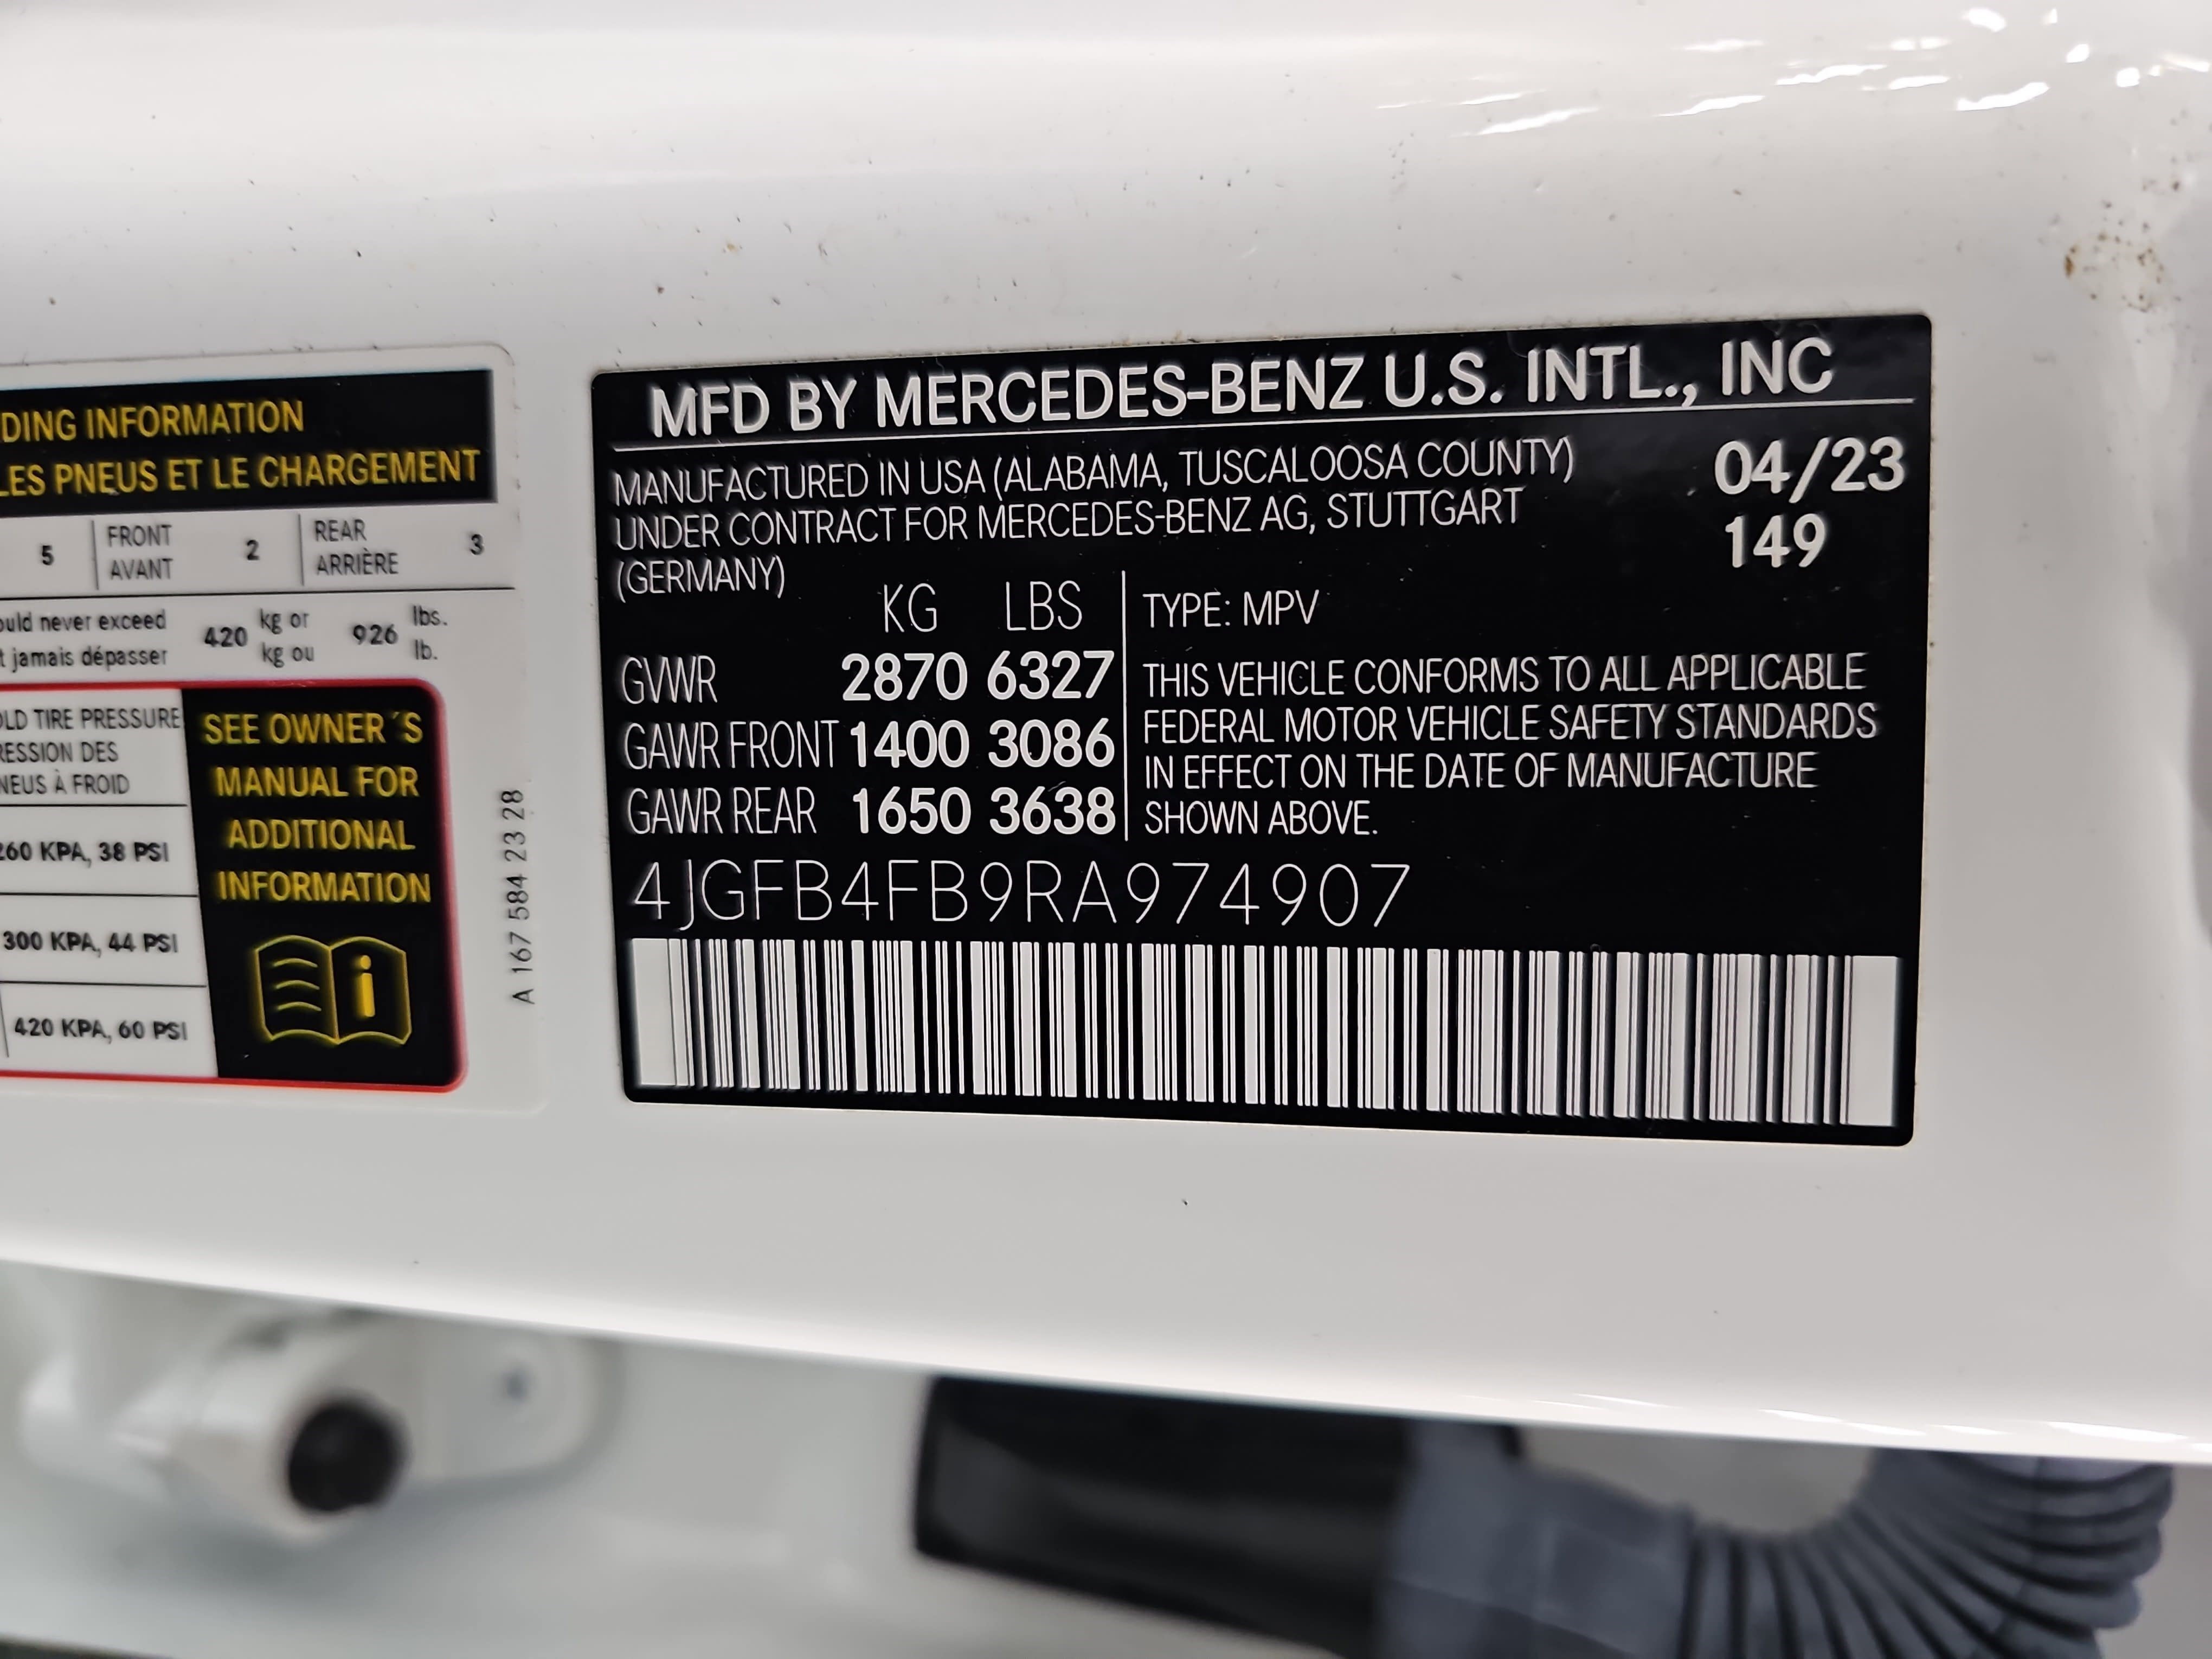 DING INFORMATION
LES PNEUS ET LE CHARGEMENT
5 FRONT 2 REAR 3
AVANT ARRIÈRE
never exceed 420 kg or 926 lbs.
jamais dépasser kg ou lb.
TIRE PRESSURE
DES
À FROID
260 KPA, 38 PSI
300 KPA, 44 PSI
420 KPA, 60 PSI
SEE OWNER´S
MANUAL FOR
ADDITIONAL
INFORMATION
i
A 167 584 23 28
MFD BY MERCEDES-BENZ U.S. INTL., INC
MANUFACTURED IN USA (ALABAMA, TUSCALOOSA COUNTY) 04/23
UNDER CONTRACT FOR MERCEDES-BENZ AG, STUTTGART 149
(GERMANY)
KG LBS
GVWR 2870 6327
GAWR FRONT 1400 3086
GAWR REAR 1650 3638
TYPE: MPV
THIS VEHICLE CONFORMS TO ALL APPLICABLE
FEDERAL MOTOR VEHICLE SAFETY STANDARDS
IN EFFECT ON THE DATE OF MANUFACTURE
SHOWN ABOVE.
4JGFB4FB9RA974907